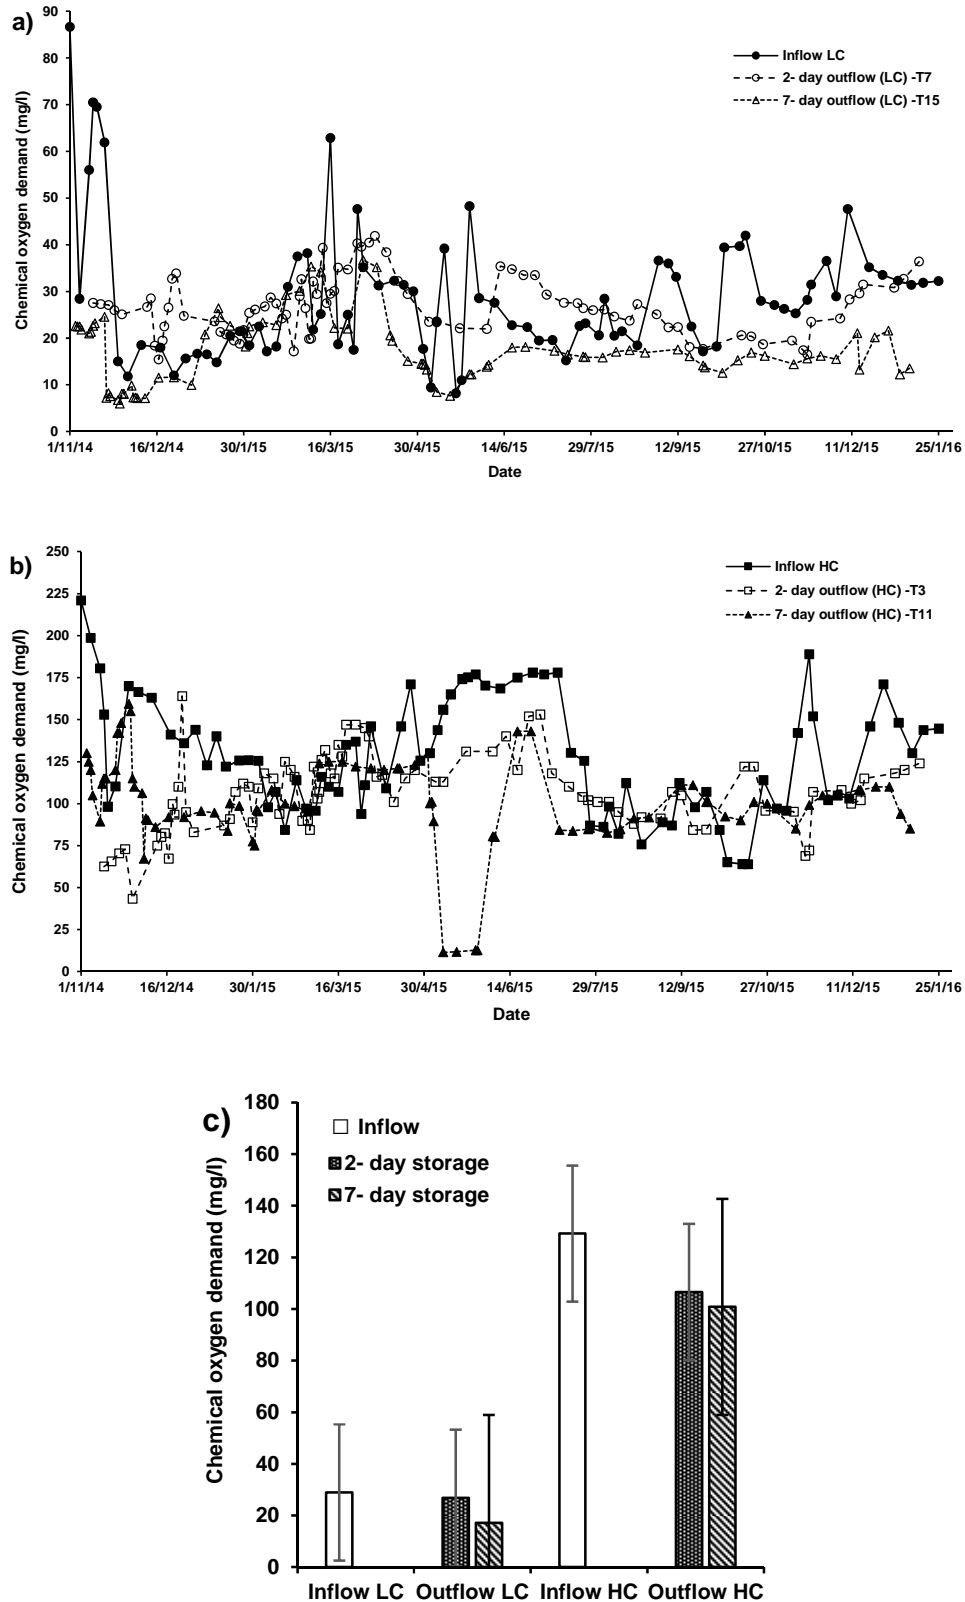 a)
Chemical oxygen demand (mg/l)
90
80
70
60
50
40
30
20
10
0
Inflow LC
2- day outflow (LC) -T7
7- day outflow (LC) -T15
1/11/14 16/12/14 30/1/15 16/3/15 30/4/15 14/6/15 29/7/15 12/9/15 27/10/15 11/12/15 25/1/16
Date
b)
Chemical oxygen demand (mg/l)
250
225
200
175
150
125
100
75
50
25
0
Inflow HC
2- day outflow (HC) -T3
7- day outflow (HC) -T11
1/11/14 16/12/14 30/1/15 16/3/15 30/4/15 14/6/15 29/7/15 12/9/15 27/10/15 11/12/15 25/1/16
Date
c)
Chemical oxygen demand (mg/l)
180
160
140
120
100
80
60
40
20
0
Inflow
2- day storage
7- day storage
Inflow LC Outflow LC Inflow HC Outflow HC